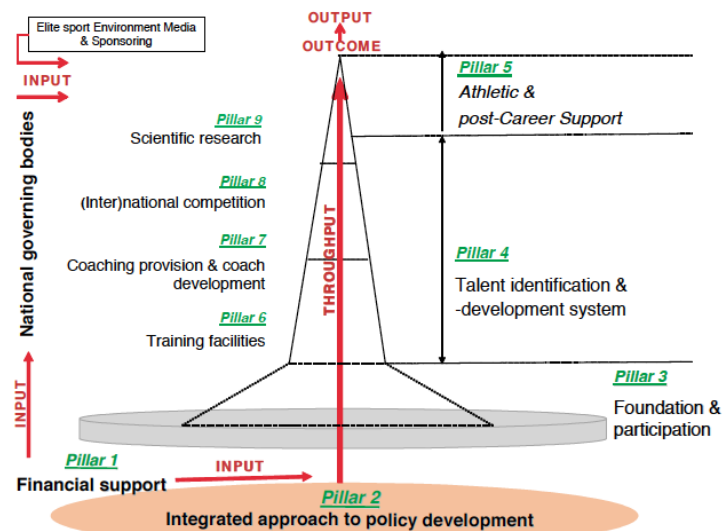 Elite sport Environment Media
& Sponsoring
OUTPUT
OUTCOME
INPUT
National governing bodies
INPUT
Pillar 9
Scientific research
Pillar 8
(Inter)national competition
Pillar 7
Coaching provision & coach
development
Pillar 6
Training facilities
THROUGHPUT
Pillar 5
Athletic &
post-Career Support
Pillar 4
Talent identification &
-development system
Pillar 3
Foundation &
participation
Pillar 1
Financial support
INPUT
Pillar 2
Integrated approach to policy development